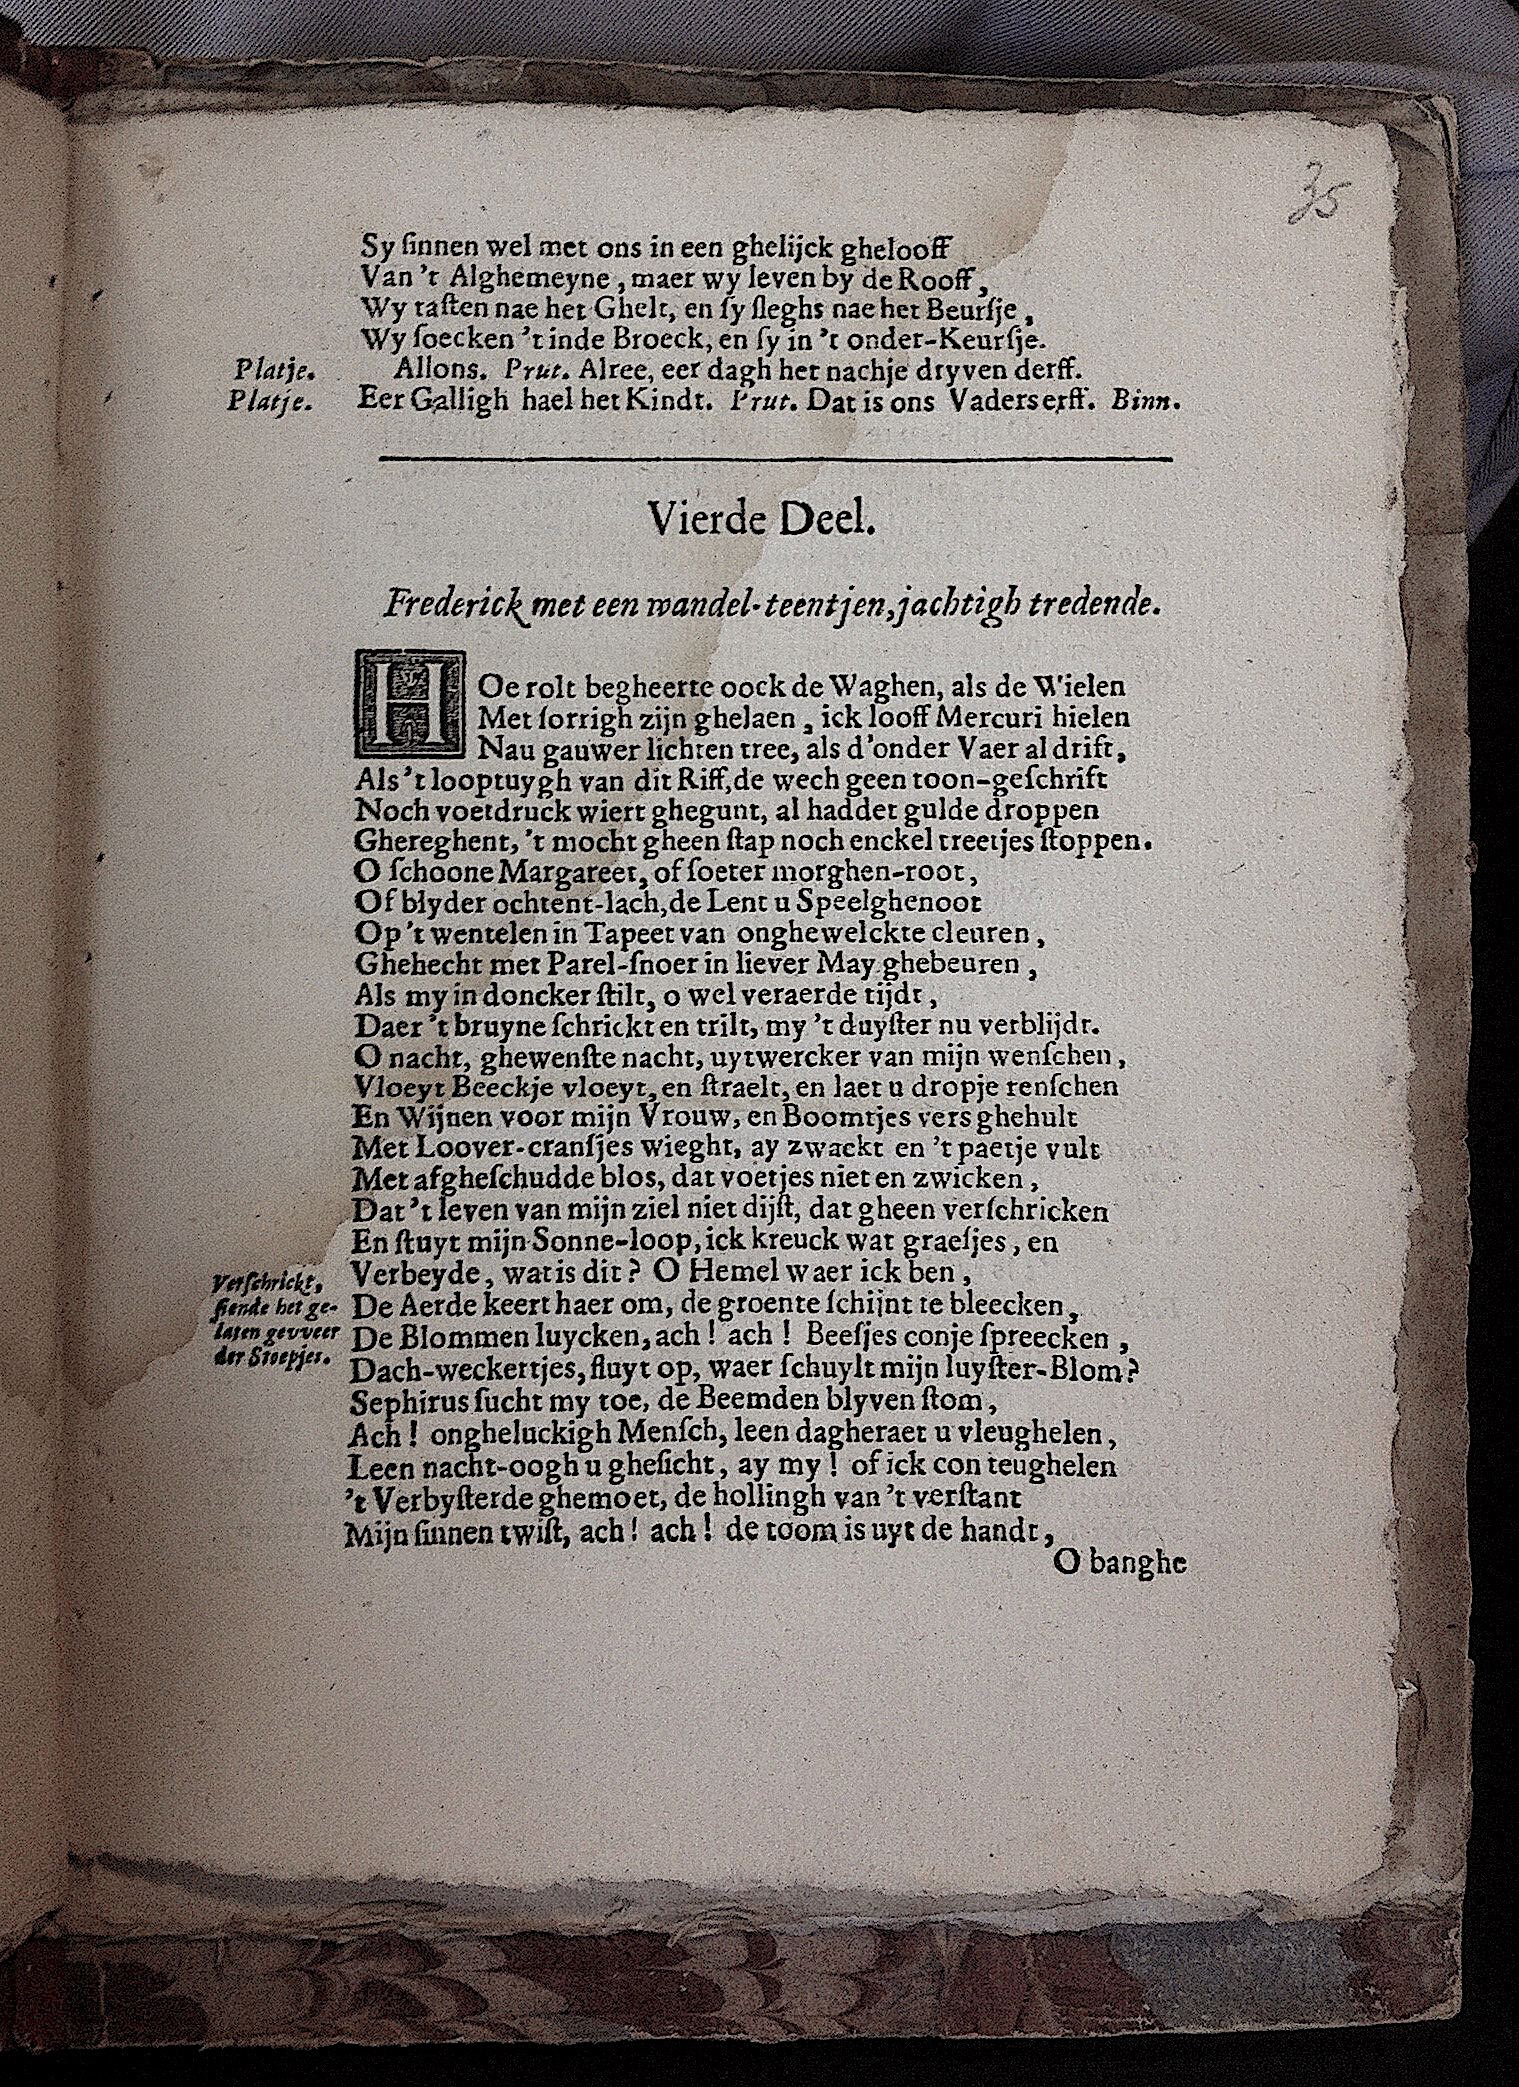 35
Sy ſinnen wel met ons in een ghelijck ghelooff
Van 't Alghemeyne, maer wy leven by de Rooff,
Wy taſten nae het Ghelt, en ſy ſleghs nae het Beurſje,
Wy ſoecken 't inde Broeck, en ſy in 't onder-Keurſje.
Platje. Allons. Prut. Alree, eer dagh het nachje dryven derff.
Platje. Eer Galligh hael het Kindt. Prut. Dat is ons Vaders erff. Binn.
Vierde Deel.
Frederick met een wandel-teentjen, jachtigh tredende.
HOe rolt begheerte oock de Waghen, als de Wielen
Met ſorrigh zijn ghelaen, ick looff Mercuri hielen
Nau gauwer lichten tree, als d'onder Vaer al drift,
Als 't looptuygh van dit Riff, de wech geen toon-geſchrift
Noch voetdruck wiert ghegunt, al haddet gulde droppen
Ghereghent, 't mocht gheen ſtap noch enckel treetjes ſtoppen.
O ſchoone Margareet, of ſoeter morghen-root,
Of blyder ochtent-lach, de Lent u Speelghenoot
Op 't wentelen in Tapeet van onghewelckte cleuren,
Ghehecht met Parel-ſnoer in liever May ghebeuren,
Als my in doncker ſtilt, o wel veraerde tijdt,
Daer 't bruyne ſchrickt en trilt, my 't duyſter nu verblijdt.
O nacht, ghewenſte nacht, uytwercker van mijn wenſchen,
Vloeyt Beeckje vloeyt, en ſtraelt, en laet u dropje renſchen
En Wijnen voor mijn Vrouw, en Boomtjes vers ghehult
Met Loover-cranſjes wieght, ay zwackt en 't paetje vult
Met afgheſchudde blos, dat voetjes niet en zwicken,
Dat 't leven van mijn ziel niet dijſt, dat gheen verſchricken
En ſtuyt mijn Sonne-loop, ick kreuck wat graeſjes, en
Verſchrickt, ſiende het gelaten gevveer der Stoepjes.
Verbeyde, wat is dit? O Hemel waer ick ben,
De Aerde keert haer om, de groente ſchijnt te bleecken,
De Blommen luycken, ach! ach! Beeſjes conje ſpreecken,
Dach-weckertjes, fluyt op, waer ſchuylt mijn luyſter-Blom?
Sephirus ſucht my toe, de Beemden blyven ſtom,
Ach! ongheluckigh Menſch, leen dagheraet u vleughelen,
Leen nacht-oogh u gheſicht, ay my! of ick con teughelen
't Verbyſterde ghemoet, de hollingh van 't verſtant
Mijn ſinnen twiſt, ach! ach! de toom is uyt de handt,
O banghe